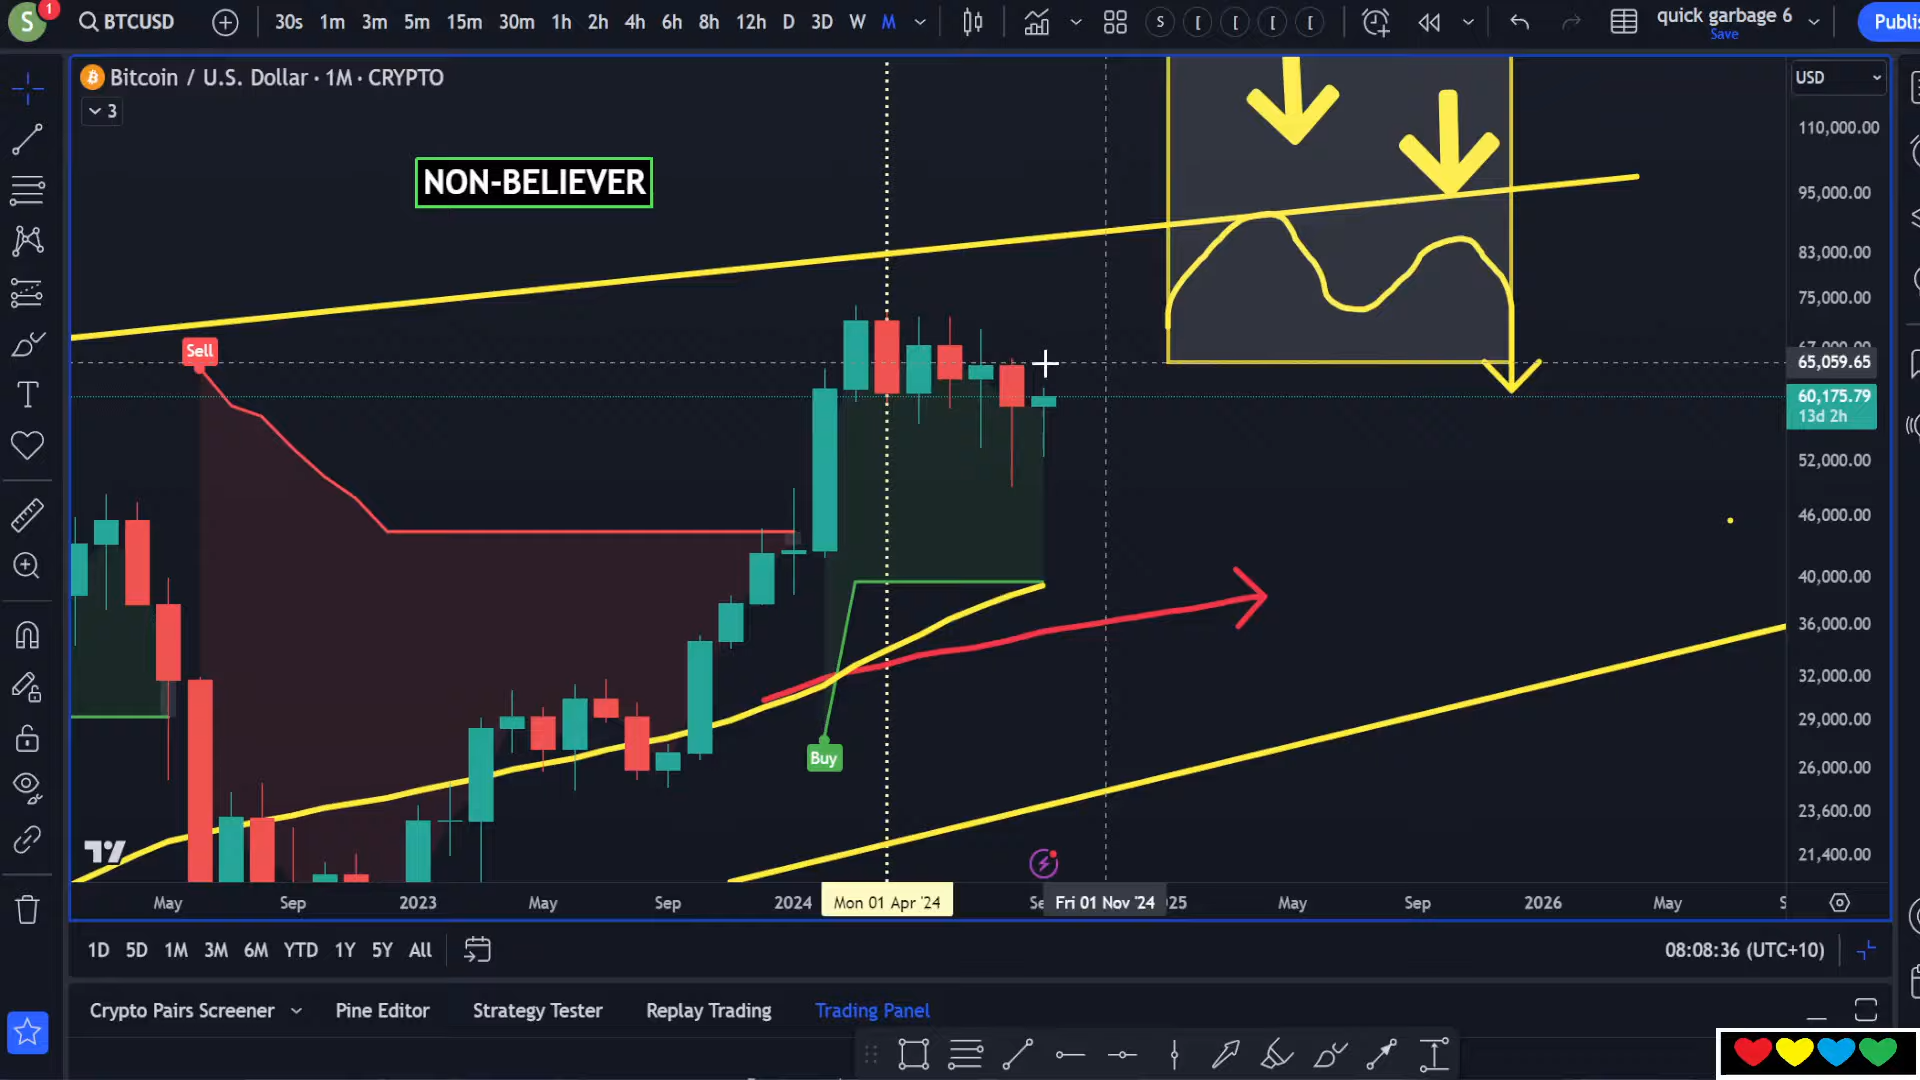 S
1
BTCUSD
30s 1m 3m 5m 15m 30m 1h 2h 4h 6h 8h 12h D 3D W M
S [ [ [ [
quick garbage 6
Save
Publi
Bitcoin / U.S. Dollar · 1M · CRYPTO
3
USD
NON-BELIEVER
110,000.00
95,000.00
83,000.00
75,000.00
67,000.00
65,059.65
60,175.79
13d 2h
52,000.00
46,000.00
40,000.00
36,000.00
32,000.00
29,000.00
26,000.00
23,600.00
21,400.00
Sell
Buy
May Sep 2023 May Sep 2024 Mon 01 Apr '24 Se Fri 01 Nov '24 25 May Sep 2026 May S
1D 5D 1M 3M 6M YTD 1Y 5Y All
08:08:36 (UTC+10)
Crypto Pairs Screener Pine Editor Strategy Tester Replay Trading Trading Panel